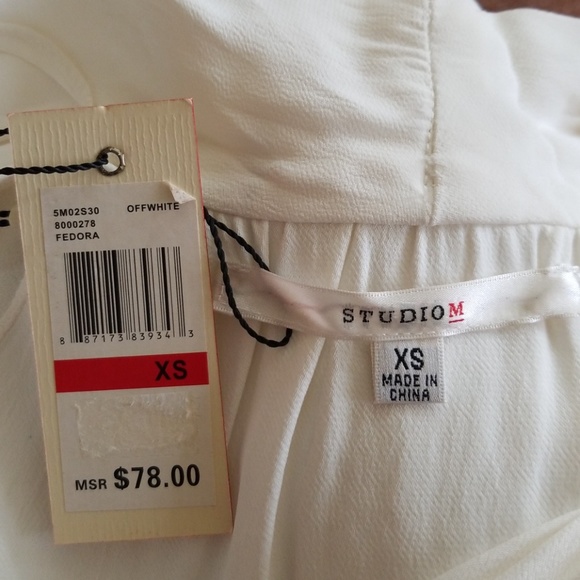 5M02S30 OFFWHITE
8000278
FEDORA
8 87173 83934 3
XS
MSR $78.00
STUDIO M
XS
MADE IN
CHINA